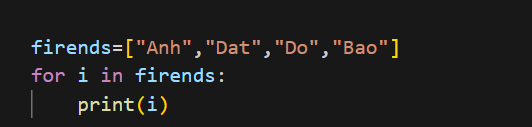 firends=["Anh","Dat","Do","Bao"]
for i in firends:
    print(i)